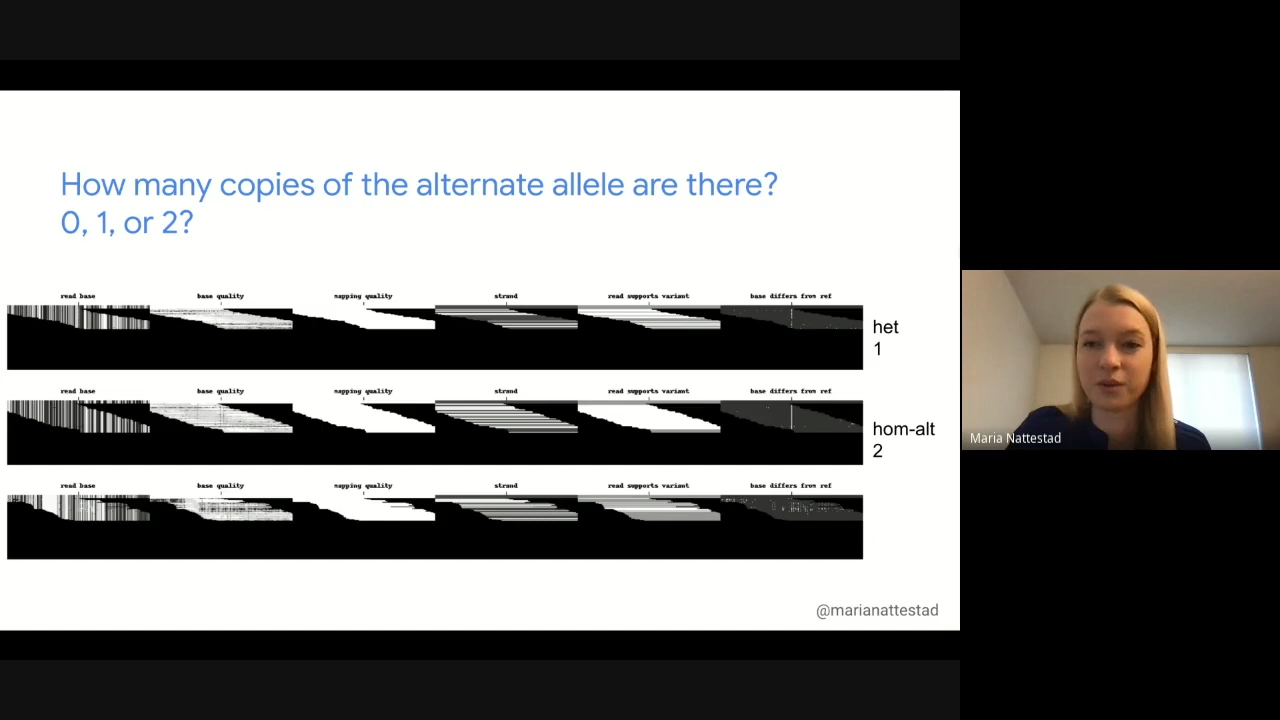 How many copies of the alternate allele are there?
0, 1, or 2?
read base base quality mapping quality strand read supports variant base differs from ref
het
1
read base base quality mapping quality strand read supports variant base differs from ref
hom-alt
2
read base base quality mapping quality strand read supports variant base differs from ref
@marianattestad
Maria Nattestad